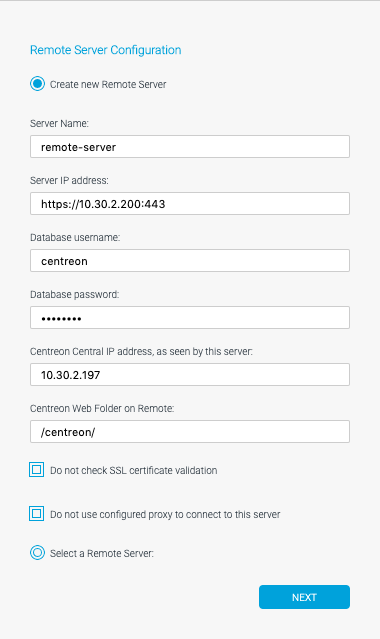 Remote Server Configuration
Create new Remote Server
Server Name:
remote-server
Server IP address:
https://10.30.2.200:443
Database username:
centreon
Database password:
••••••••
Centreon Central IP address, as seen by this server:
10.30.2.197
Centreon Web Folder on Remote:
/centreon/
Do not check SSL certificate validation
Do not use configured proxy to connect to this server
Select a Remote Server:
NEXT